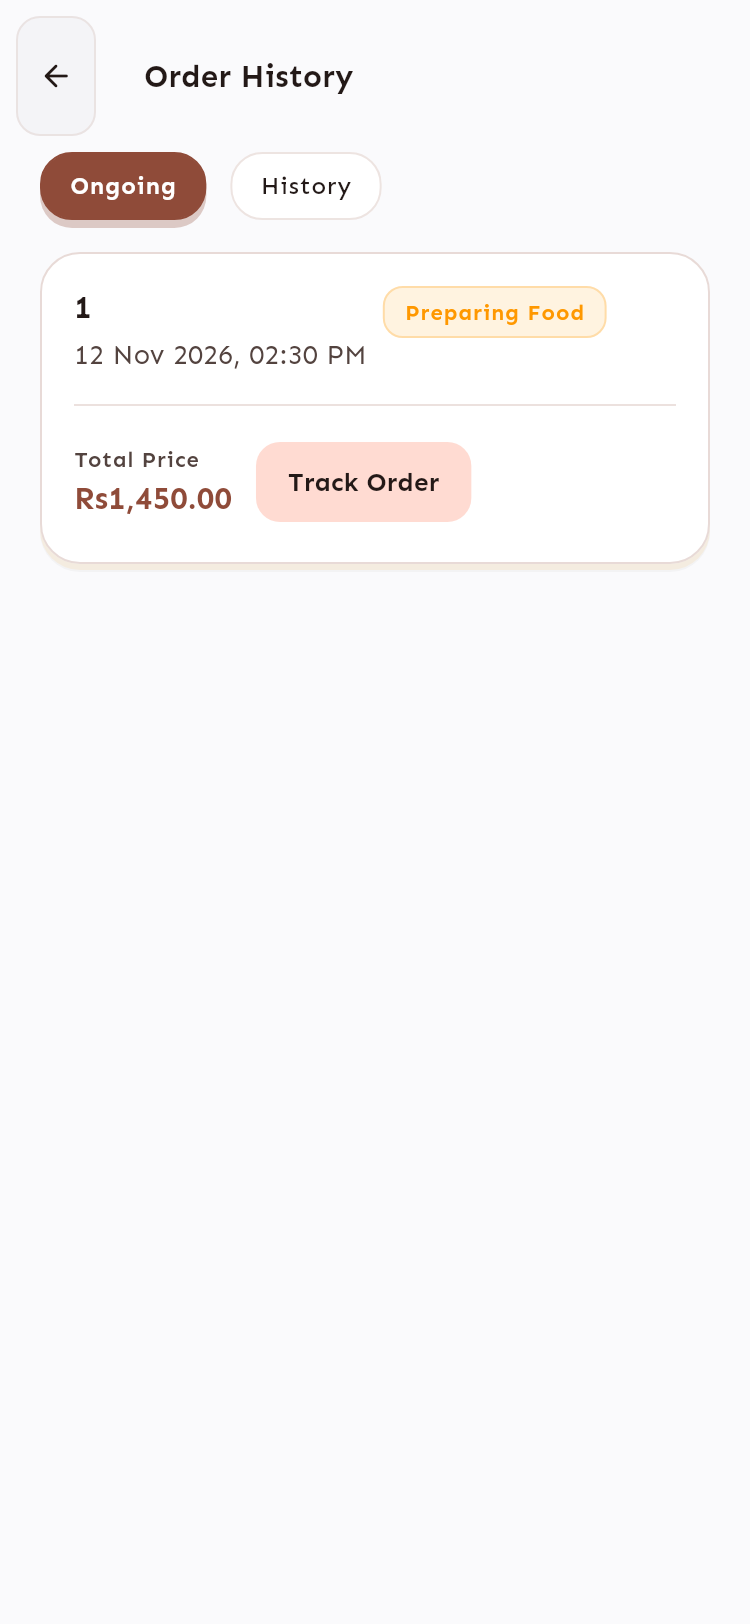 Order History
Ongoing
History
1
Preparing Food
12 Nov 2026, 02:30 PM
Total Price
Rs1,450.00
Track Order